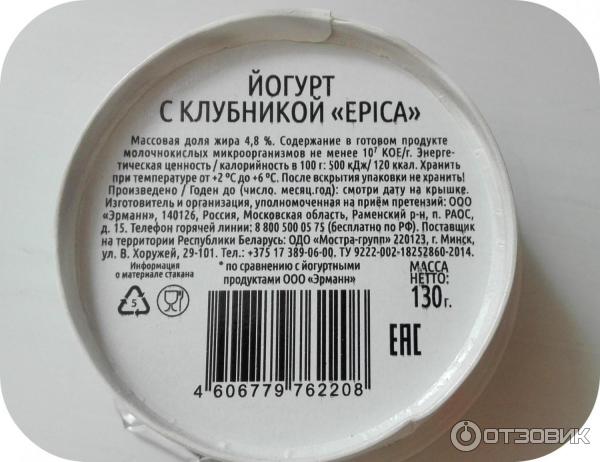 ЙОГУРТ
С КЛУБНИКОЙ «EPICA»
Массовая доля жира 4,8 %. Содержание в готовом продукте
молочнокислых микроорганизмов не менее 10⁷ КОЕ/г. Энерге-
тическая ценность / калорийность в 100 г: 500 кДж/ 120 ккал. Хранить
при температуре от +2 °С до +6 °С. После вскрытия упаковки не хранить!
Произведено / Годен до (число. месяц.год): смотри дату на крышке.
Изготовитель и организация, уполномоченная на приём претензий: ООО
«Эрманн», 140126, Россия, Московская область, Раменский р-н, п. РАОС,
д. 15. Телефон горячей линии: 8 800 500 05 75 (бесплатно по РФ). Поставщик
на территории Республики Беларусь: ОДО «Мостра-групп» 220123, г. Минск,
ул. В. Хоружей, 29-101. Тел.: +375 17 389-06-00. ТУ 9222-002-18252860-2014.
Информация
о материале стакана
* по сравнению с йогуртными
продуктами ООО «Эрманн»
МАССА
НЕТТО:
130 г.
5
EAC
4 606779 762208
ОТЗОВИК